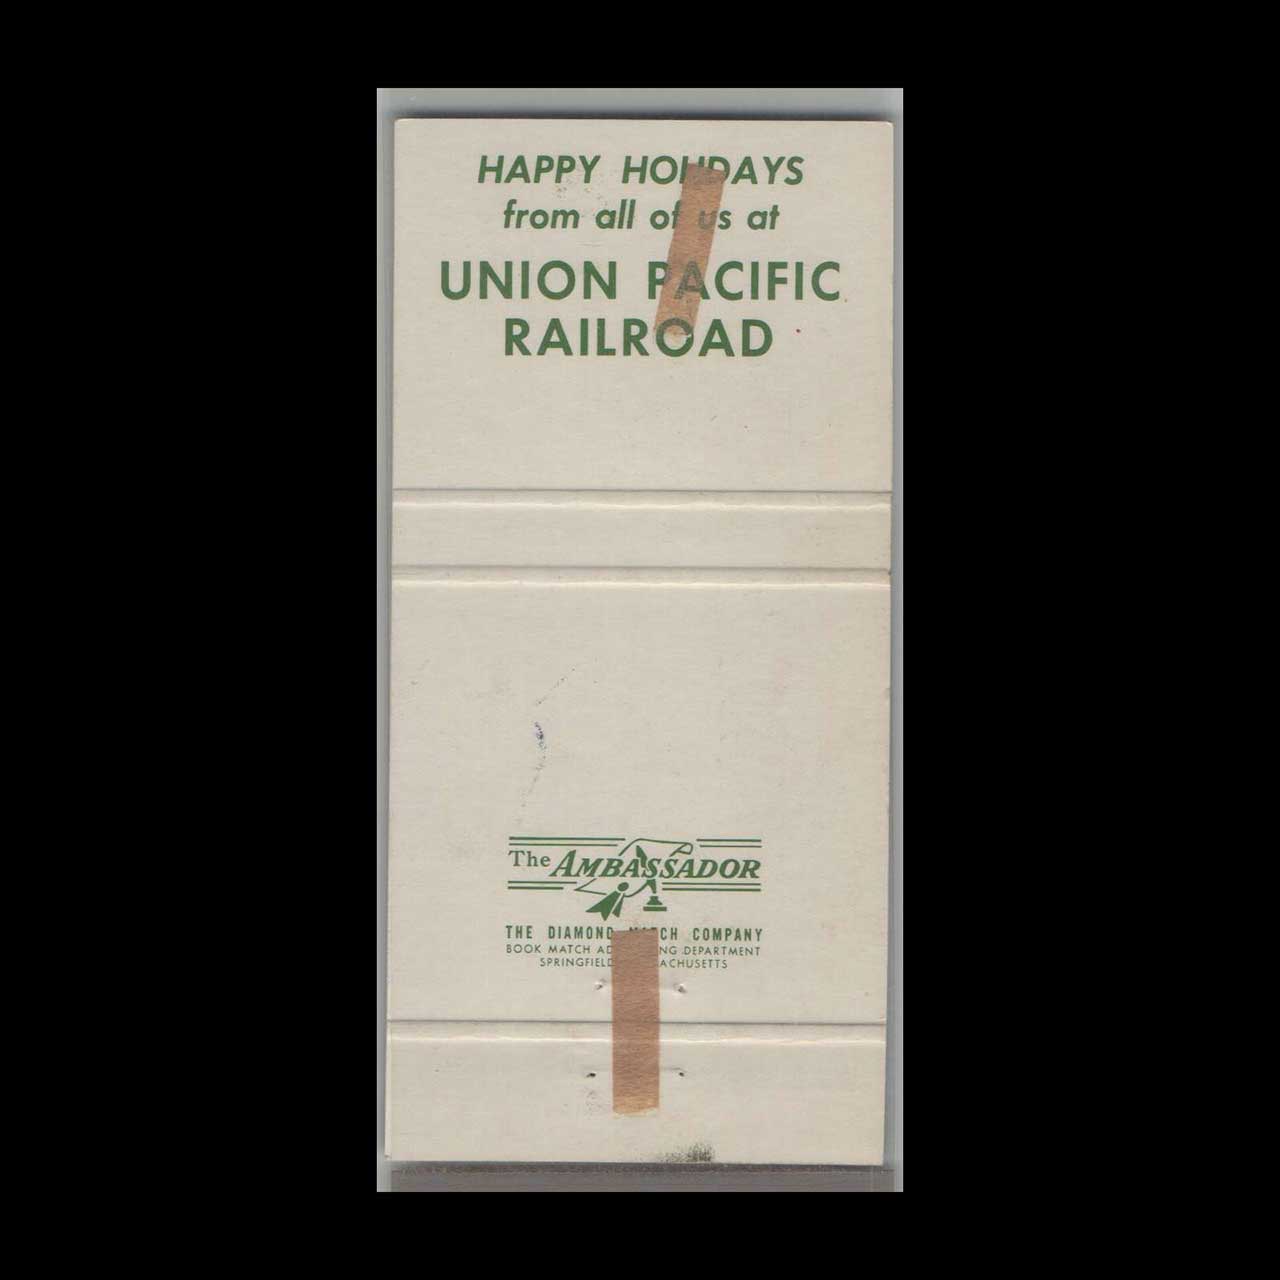 HAPPY HOLIDAYS
from all of us at
UNION PACIFIC
RAILROAD
The AMBASSADOR
THE DIAMOND MATCH COMPANY
BOOK MATCH DEPARTMENT
SPRINGFIELD